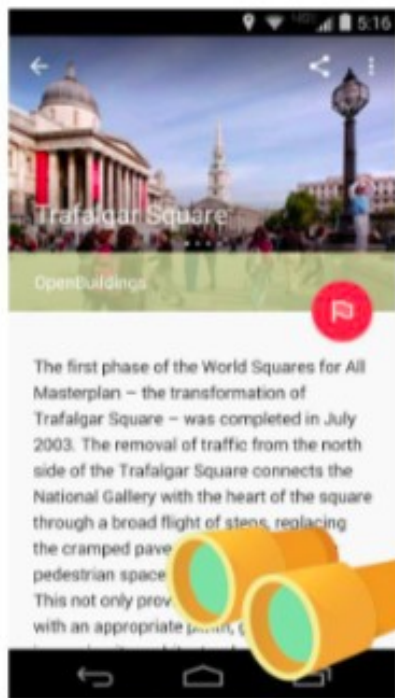 5:16
Trafalgar Square
OpenBuildings
The first phase of the World Squares for All
Masterplan – the transformation of
Trafalgar Square – was completed in July
2003. The removal of traffic from the north
side of the Trafalgar Square connects the
National Gallery with the heart of the square
through a broad flight of steps, replacing
the cramped
pedestrian space
This not only
with an appropriate